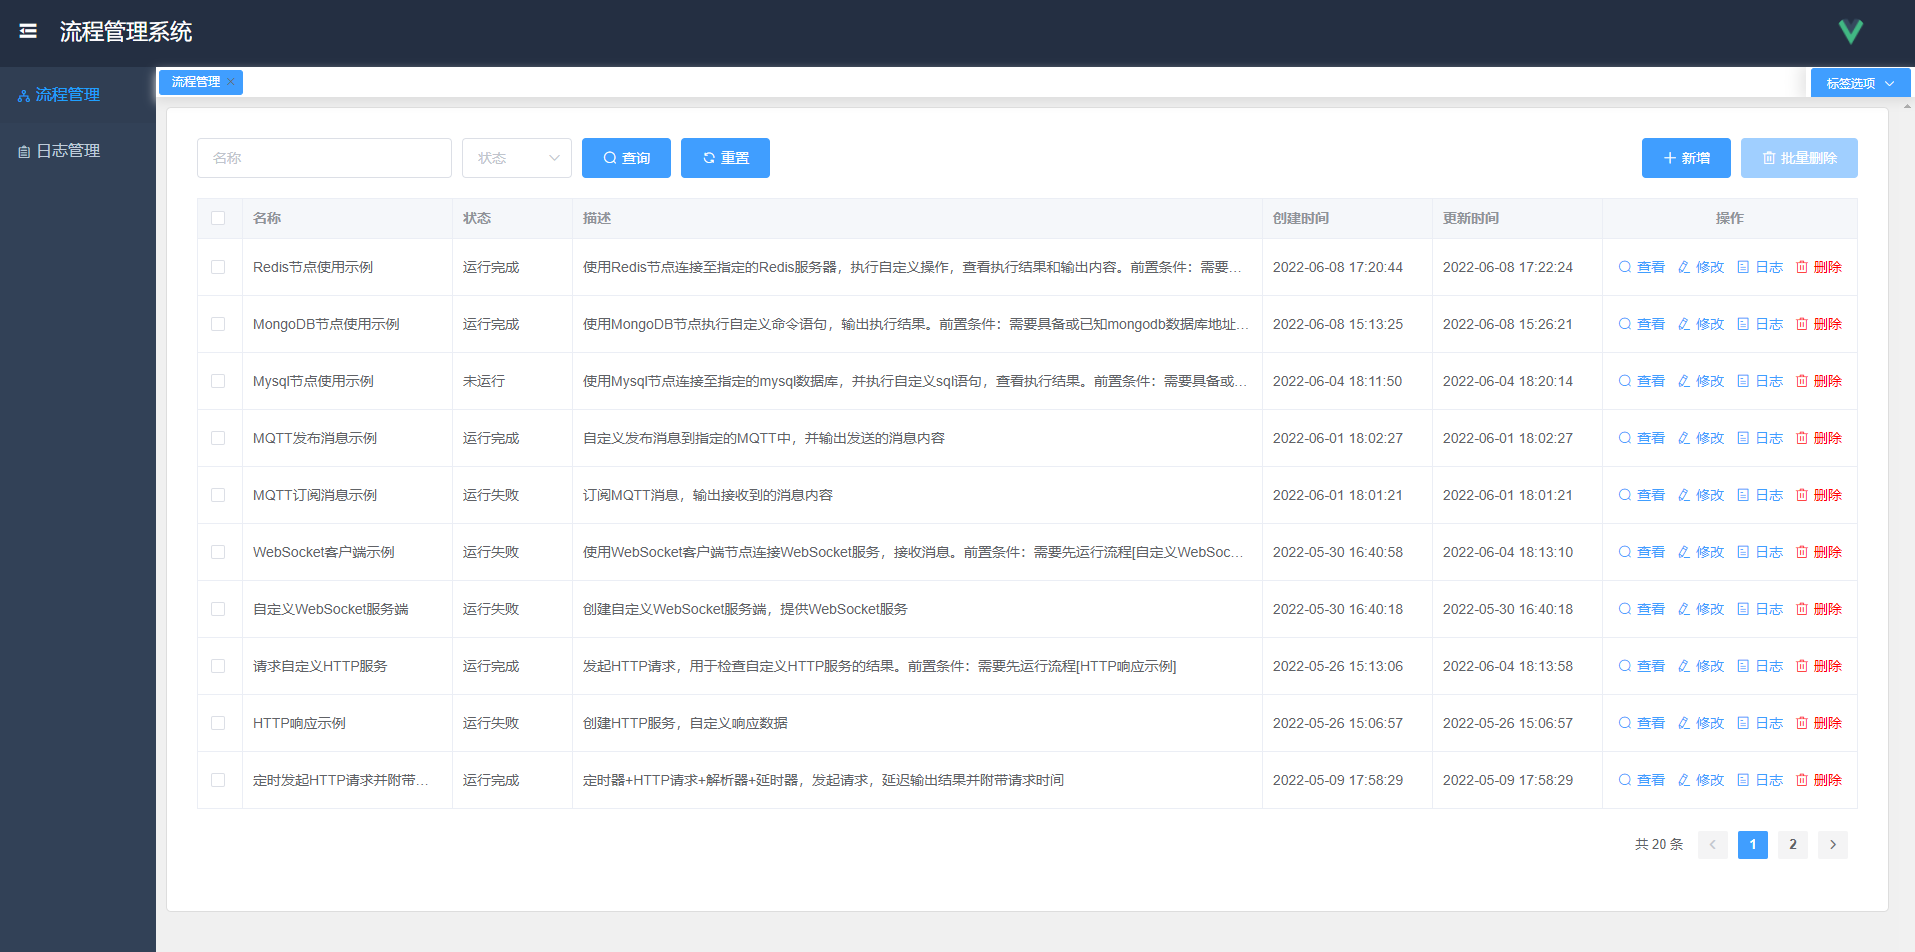 流程管理系统
流程管理
日志管理
流程管理
标签选项
名称 状态 查询 重置 新增 批量删除
名称 状态 描述 创建时间 更新时间 操作
Redis节点使用示例 运行完成 使用Redis节点连接至指定的Redis服务器，执行自定义操作，查看执行结果和输出内容。前置条件：需要... 2022-06-08 17:20:44 2022-06-08 17:22:24 查看 修改 日志 删除
MongoDB节点使用示例 运行完成 使用MongoDB节点执行自定义命令语句，输出执行结果。前置条件：需要具备或已知mongodb数据库地址... 2022-06-08 15:13:25 2022-06-08 15:26:21 查看 修改 日志 删除
Mysql节点使用示例 未运行 使用Mysql节点连接至指定的mysql数据库，并执行自定义sql语句，查看执行结果。前置条件：需要具备或... 2022-06-04 18:11:50 2022-06-04 18:20:14 查看 修改 日志 删除
MQTT发布消息示例 运行完成 自定义发布消息到指定的MQTT中，并输出发送的消息内容 2022-06-01 18:02:27 2022-06-01 18:02:27 查看 修改 日志 删除
MQTT订阅消息示例 运行失败 订阅MQTT消息，输出接收到的消息内容 2022-06-01 18:01:21 2022-06-01 18:01:21 查看 修改 日志 删除
WebSocket客户端示例 运行失败 使用WebSocket客户端节点连接WebSocket服务，接收消息。前置条件：需要先运行流程[自定义WebSoc... 2022-05-30 16:40:58 2022-06-04 18:13:10 查看 修改 日志 删除
自定义WebSocket服务端 运行失败 创建自定义WebSocket服务端，提供WebSocket服务 2022-05-30 16:40:18 2022-05-30 16:40:18 查看 修改 日志 删除
请求自定义HTTP服务 运行完成 发起HTTP请求，用于检查自定义HTTP服务的结果。前置条件：需要先运行流程[HTTP响应示例] 2022-05-26 15:13:06 2022-06-04 18:13:58 查看 修改 日志 删除
HTTP响应示例 运行失败 创建HTTP服务，自定义响应数据 2022-05-26 15:06:57 2022-05-26 15:06:57 查看 修改 日志 删除
定时发起HTTP请求并附带... 运行完成 定时器+HTTP请求+解析器+延时器，发起请求，延迟输出结果并附带请求时间 2022-05-09 17:58:29 2022-05-09 17:58:29 查看 修改 日志 删除
共 20 条 1 2